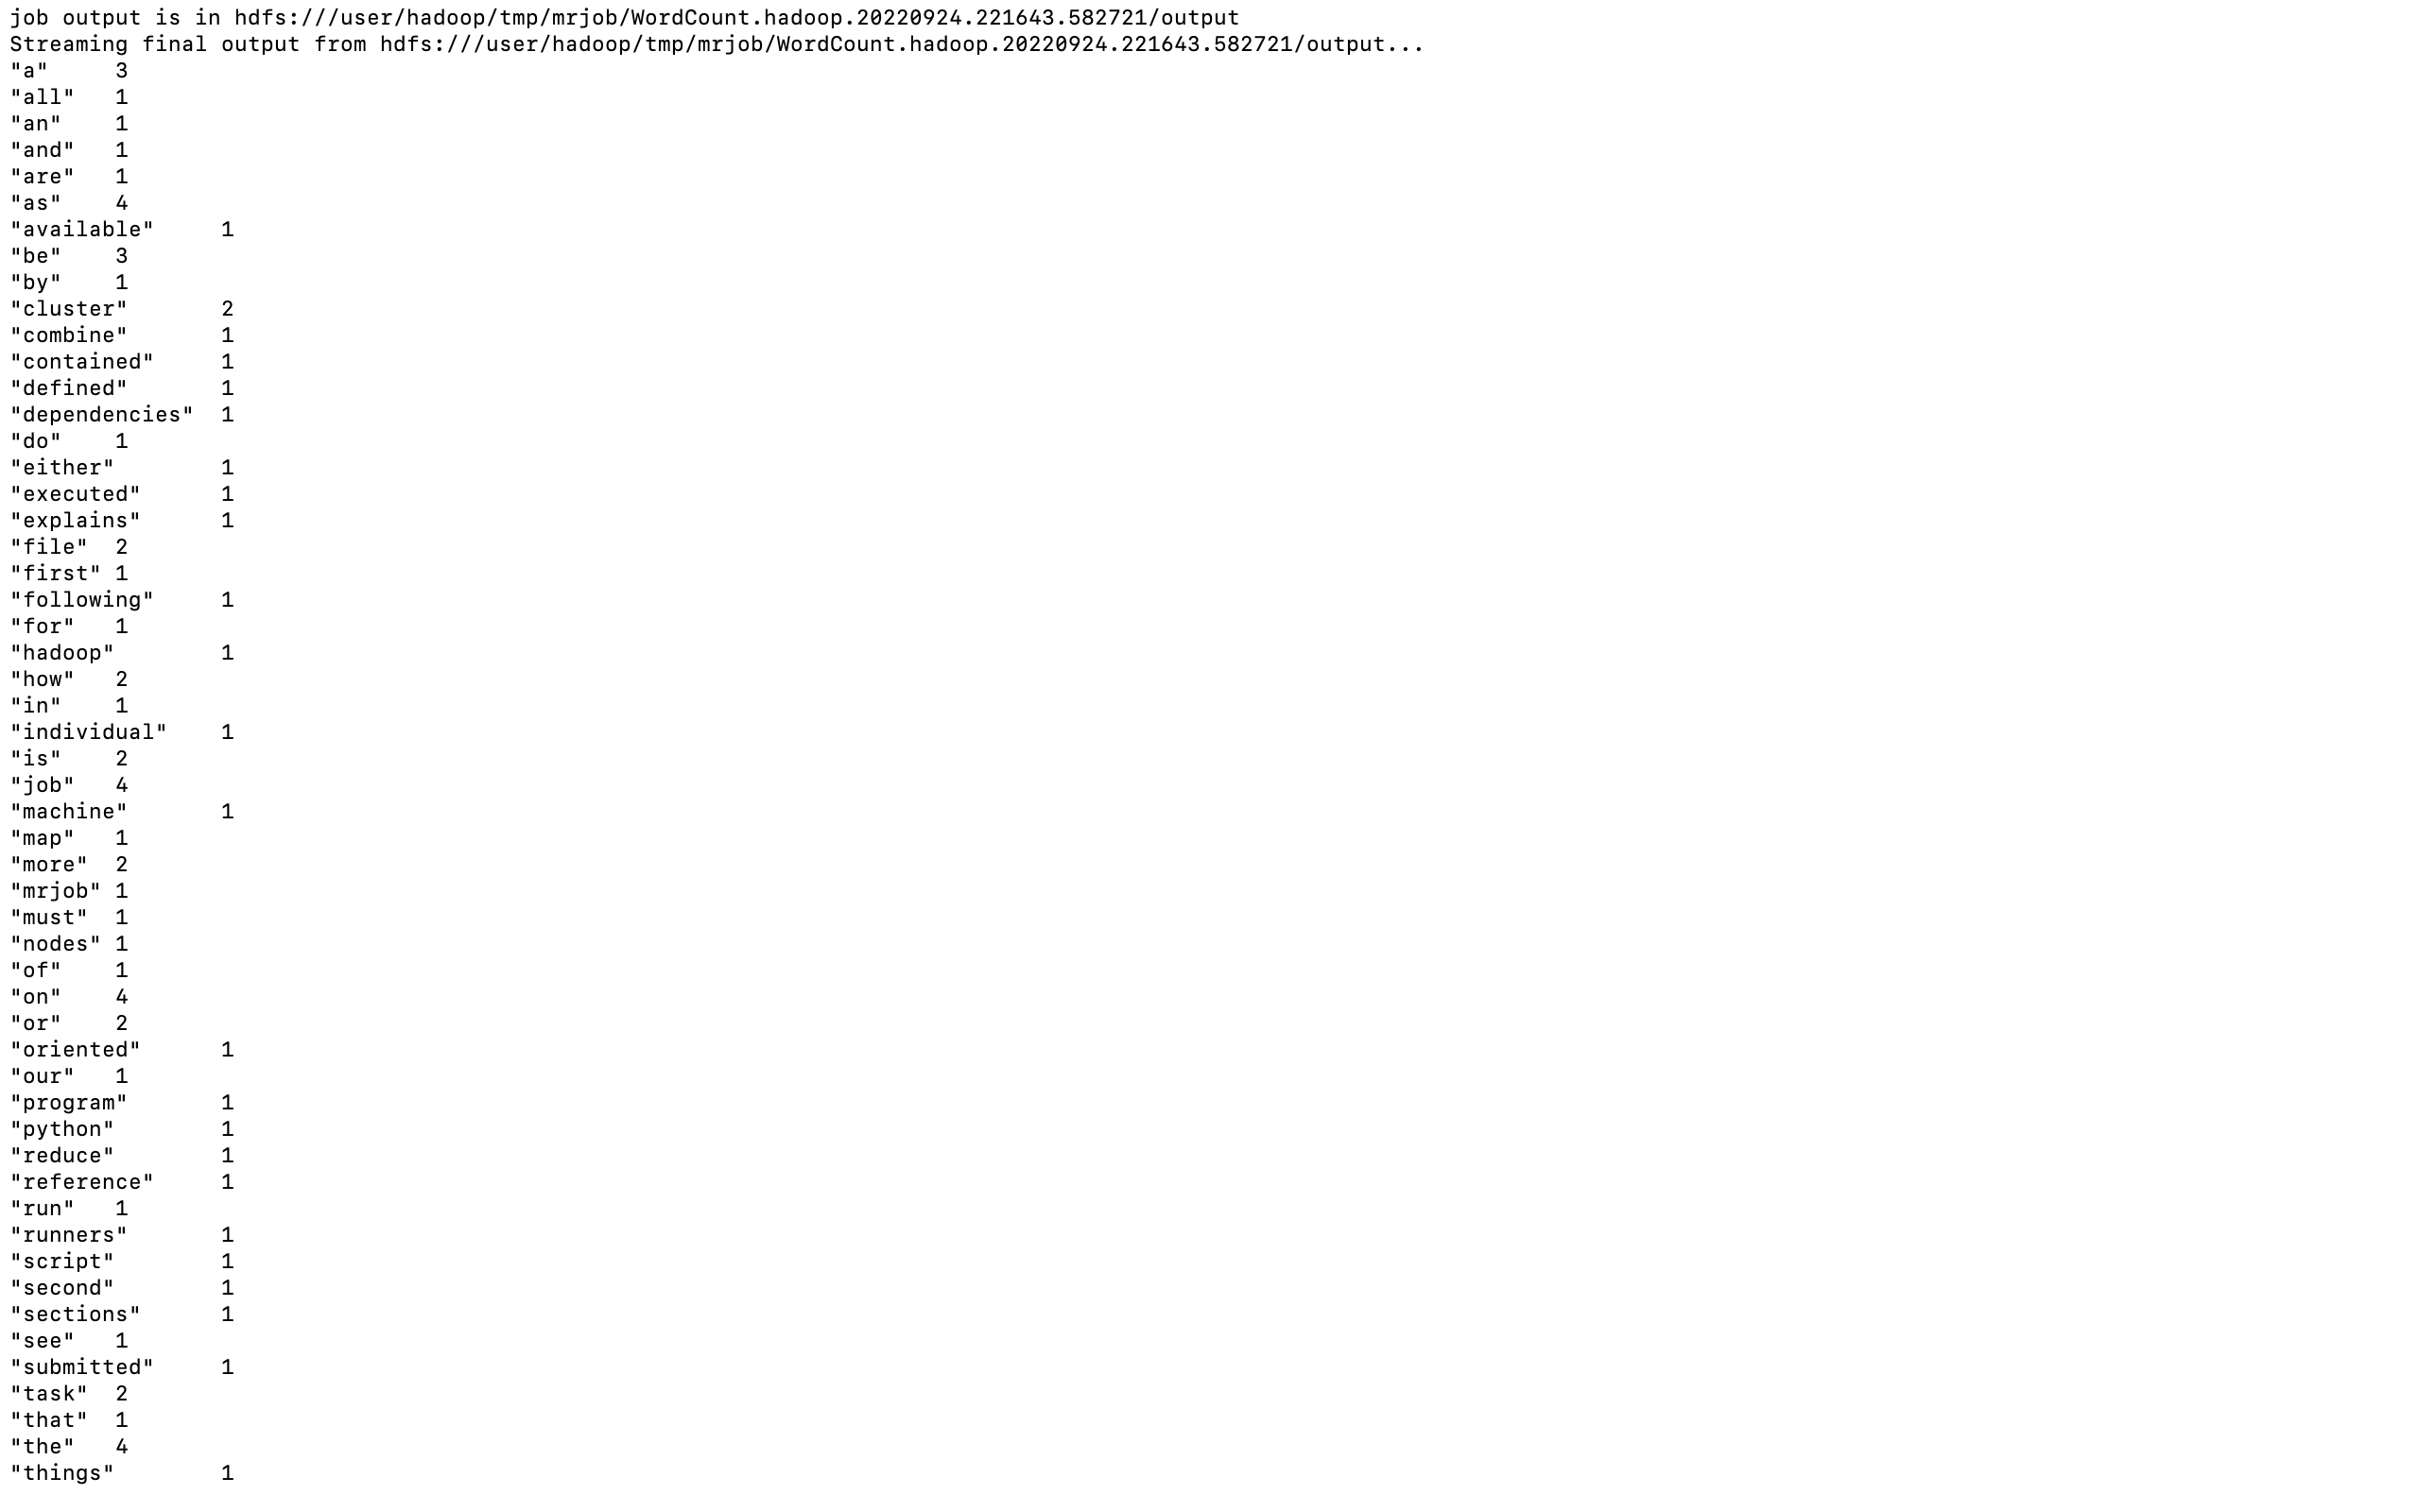 job output is in hdfs:///user/hadoop/tmp/mrjob/WordCount.hadoop.20220924.221643.582721/output
Streaming final output from hdfs:///user/hadoop/tmp/mrjob/WordCount.hadoop.20220924.221643.582721/output...
"a"	3
"all"	1
"an"	1
"and"	1
"are"	1
"as"	4
"available"	1
"be"	3
"by"	1
"cluster"	2
"combine"	1
"contained"	1
"defined"	1
"dependencies"	1
"do"	1
"either"	1
"executed"	1
"explains"	1
"file"	2
"first"	1
"following"	1
"for"	1
"hadoop"	1
"how"	2
"in"	1
"individual"	1
"is"	2
"job"	4
"machine"	1
"map"	1
"more"	2
"mrjob"	1
"must"	1
"nodes"	1
"of"	1
"on"	4
"or"	2
"oriented"	1
"our"	1
"program"	1
"python"	1
"reduce"	1
"reference"	1
"run"	1
"runners"	1
"script"	1
"second"	1
"sections"	1
"see"	1
"submitted"	1
"task"	2
"that"	1
"the"	4
"things"	1